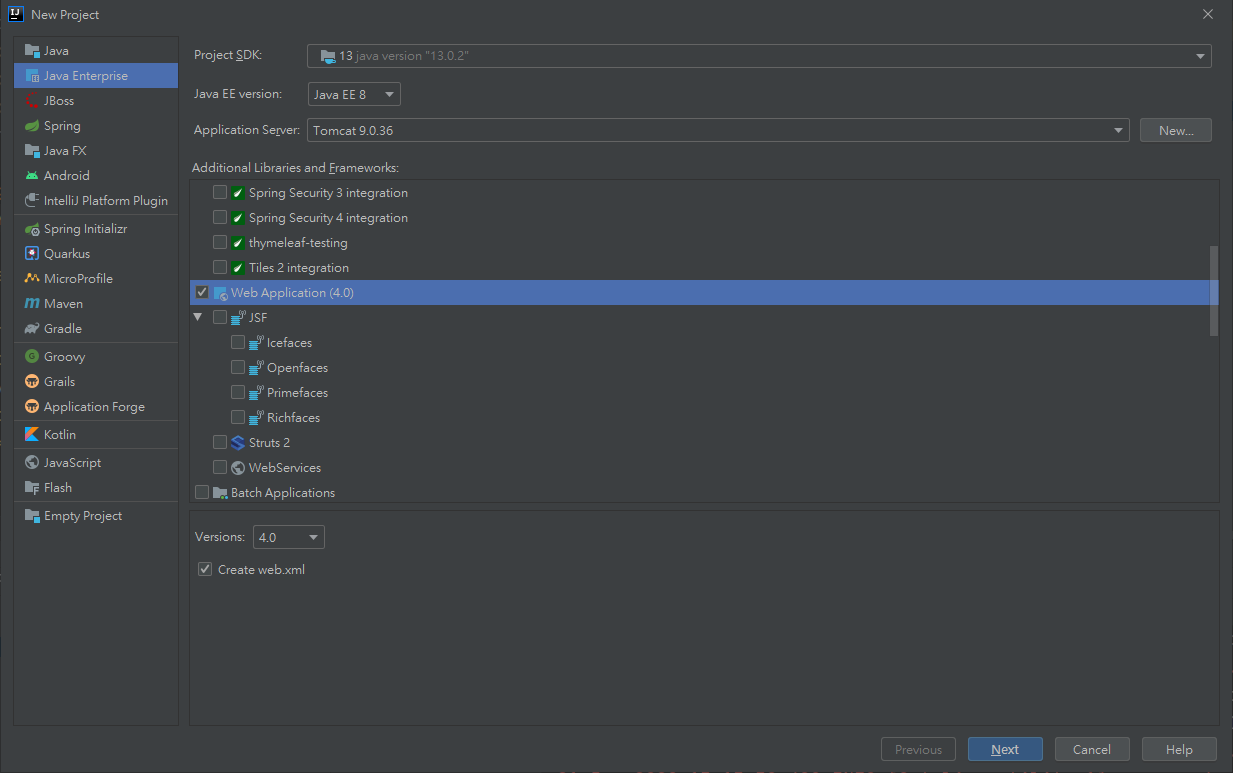 New Project
Java
Java Enterprise
JBoss
Spring
Java FX
Android
IntelliJ Platform Plugin
Spring Initializr
Quarkus
MicroProfile
Maven
Gradle
Groovy
Grails
Application Forge
Kotlin
JavaScript
Flash
Empty Project
Project SDK: 13 java version "13.0.2"
Java EE version: Java EE 8
Application Server: Tomcat 9.0.36 New...
Additional Libraries and Frameworks:
Spring Security 3 integration
Spring Security 4 integration
thymeleaf-testing
Tiles 2 integration
Web Application (4.0)
JSF
Icefaces
Openfaces
Primefaces
Richfaces
Struts 2
WebServices
Batch Applications
Versions: 4.0
Create web.xml
Previous Next Cancel Help